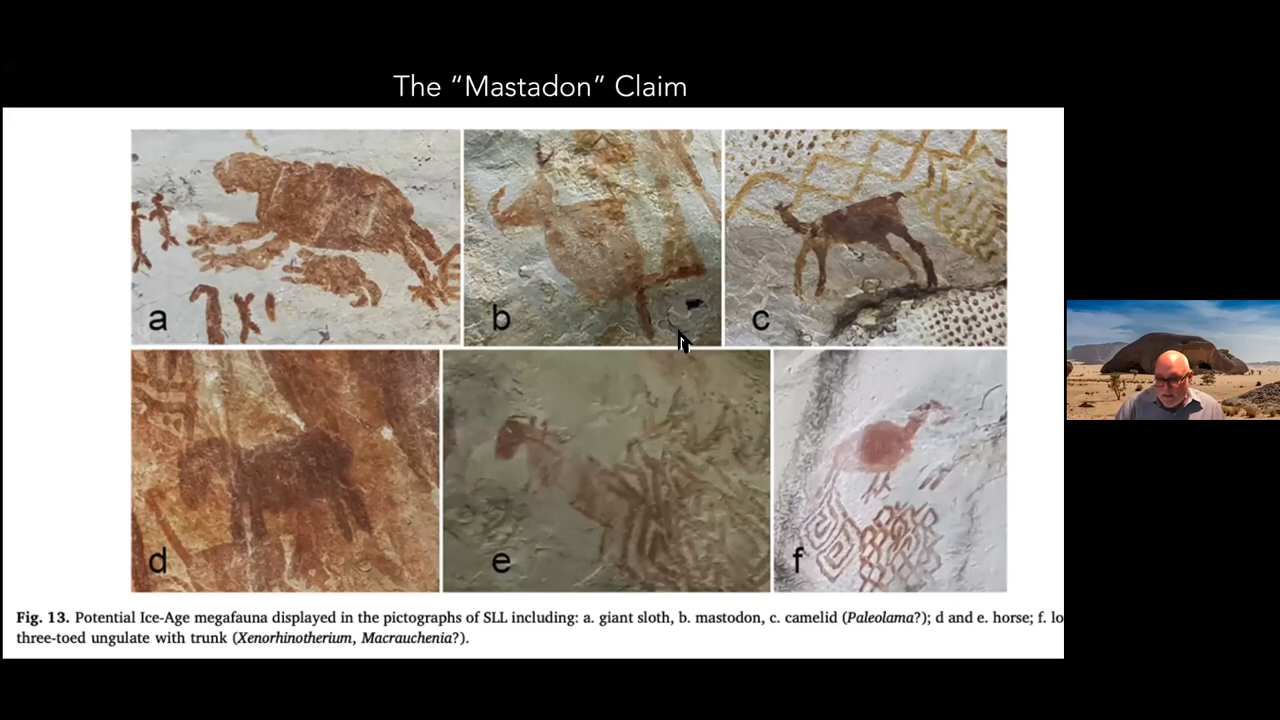 The “Mastadon” Claim
a
b
c
d
e
f
Fig. 13. Potential Ice-Age megafauna displayed in the pictographs of SLL including: a. giant sloth, b. mastodon, c. camelid (Paleolama?); d and e. horse; f.
three-toed ungulate with trunk (Xenorhinotherium, Macrauchenia?).